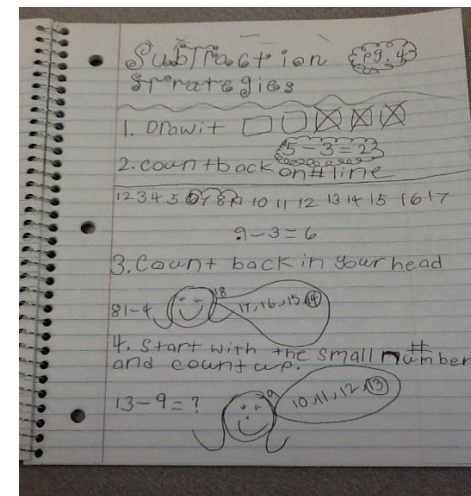 Subtraction pg. 4
Strategies
1. Draw it
5-3=2
2. count back on # line
1 2 3 4 5 6 7 8 9 10 11 12 13 14 15 16 17
9-3=6
3. Count back in your head
18
81-4 17, 16, 15, 14
4. Start with the small # number
and count up.
9
13-9=? 10, 11, 12, 13